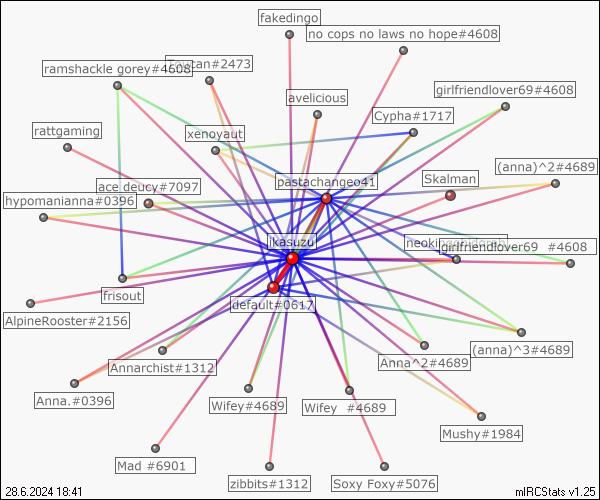 fakedingo
no cops no laws no hope#4608
ramshackle gorey#4608
Toucan#2473
girlfriendlover69#4608
avelicious
Cypha#1717
rattgaming
xenoyaut
(anna)^2#4689
Skalman
pastachangeo41
ace deucy#7097
hypomanianna#0396
ikasuzu
girlfriendlover69 #4608
frisout
default#0617
AlpineRooster#2156
(anna)^3#4689
Anna^2#4689
Annarchist#1312
Anna.#0396
Wifey#4689
Wifey #4689
Mushy#1984
Mad #6901
zibbits#1312
Soxy Foxy#5076
28.6.2024 18:41
mIRCStats v1.25